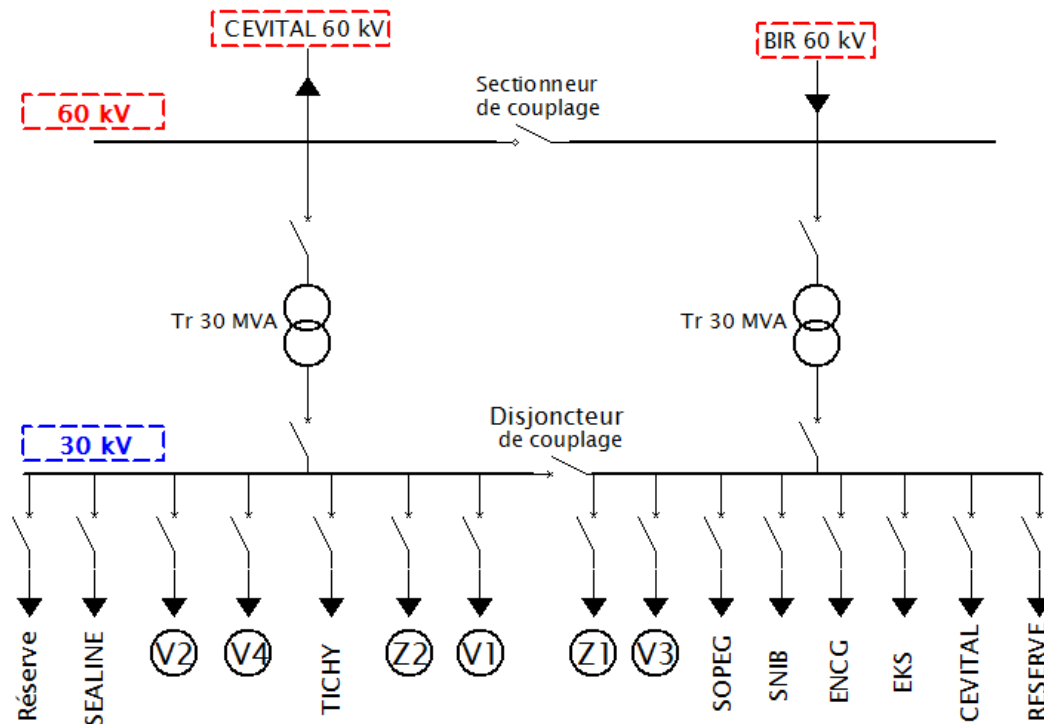 CEVITAL 60 kV
BIR 60 kV
Sectionneur
de couplage
60 kV
Tr 30 MVA
Tr 30 MVA
Disjoncteur
de couplage
30 kV
Réserve
SEALINE
V2
V4
TICHY
Z2
V1
Z1
V3
SOPEG
SNIB
ENCG
EKS
CEVITAL
RESERVE